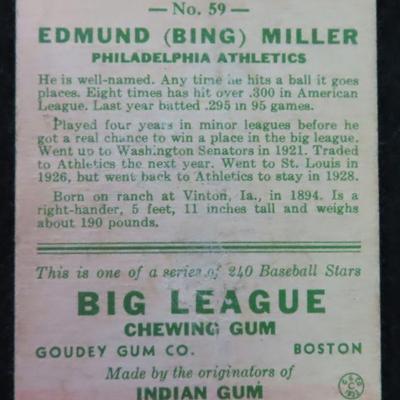 — No. 59 —
EDMUND (BING) MILLER
PHILADELPHIA ATHLETICS
He is well-named. Any time he hits a ball it goes
places. Eight times has hit over .300 in American
League. Last year batted .295 in 95 games.
Played four years in minor leagues before he
got a real chance to win a place in the big league.
Went up to Washington Senators in 1921. Traded
to Athletics the next year. Went to St. Louis in
1926, but went back to Athletics to stay in 1928.
Born on ranch at Vinton, Ia., in 1894. Is a
right-hander, 5 feet, 11 inches tall and weighs
about 190 pounds.
This is one of a series of 240 Baseball Stars
BIG LEAGUE
CHEWING GUM
GOUDEY GUM CO. BOSTON
Made by the originators of
INDIAN GUM